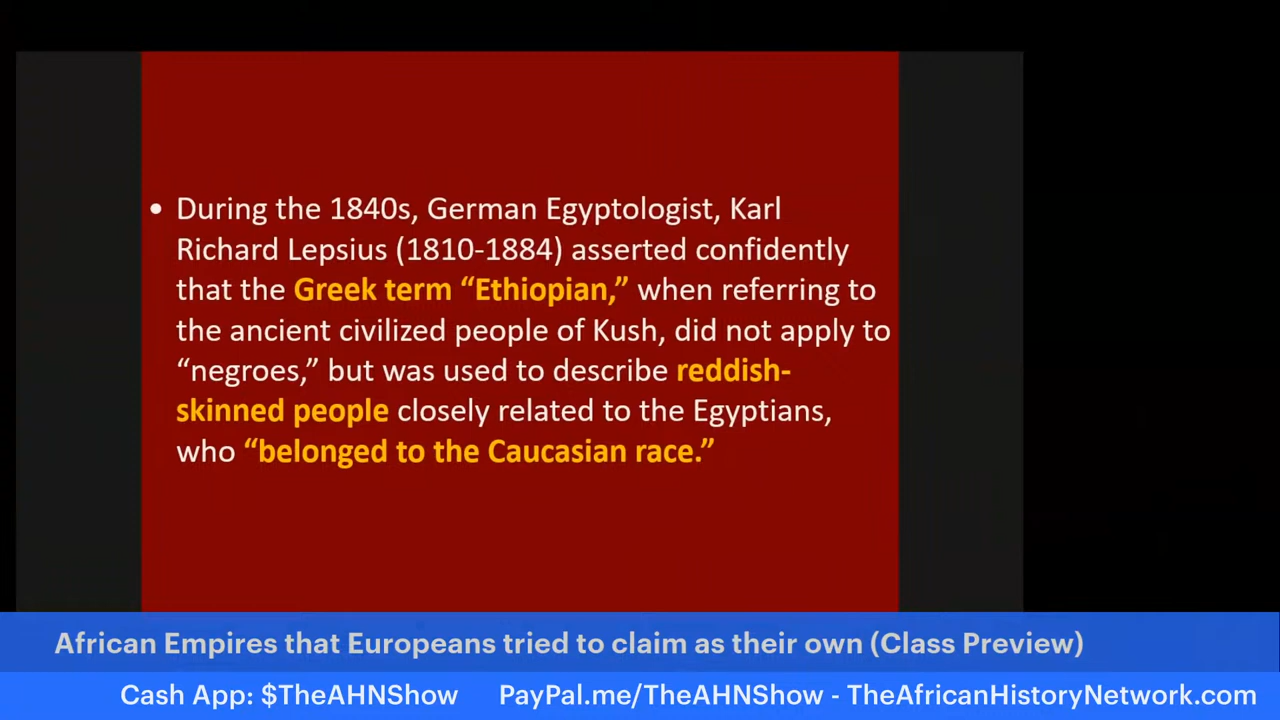 • During the 1840s, German Egyptologist, Karl
Richard Lepsius (1810-1884) asserted confidently
that the Greek term “Ethiopian,” when referring to
the ancient civilized people of Kush, did not apply to
“negroes,” but was used to describe reddish-
skinned people closely related to the Egyptians,
who “belonged to the Caucasian race.”
African Empires that Europeans tried to claim as their own (Class Preview)
Cash App: $TheAHNShow PayPal.me/TheAHNShow - TheAfricanHistoryNetwork.com